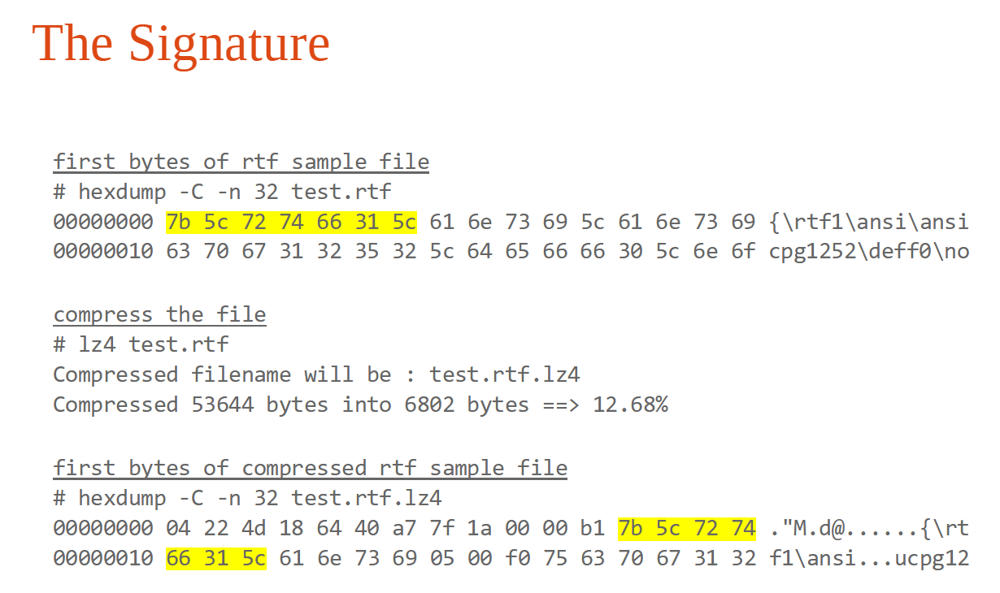 The Signature
first bytes of rtf sample file
# hexdump -C -n 32 test.rtf
00000000 7b 5c 72 74 66 31 5c 61 6e 73 69 5c 61 6e 73 69 {\rtf1\ansi\ansi
00000010 63 70 67 31 32 35 32 5c 64 65 66 66 30 5c 6e 6f cpg1252\deff0\no
compress the file
# lz4 test.rtf
Compressed filename will be : test.rtf.lz4
Compressed 53644 bytes into 6802 bytes ==> 12.68%
first bytes of compressed rtf sample file
# hexdump -C -n 32 test.rtf.lz4
00000000 04 22 4d 18 64 40 a7 7f 1a 00 00 b1 7b 5c 72 74 ."M.d@......{\rt
00000010 66 31 5c 61 6e 73 69 05 00 f0 75 63 70 67 31 32 f1\ansi...ucpg12